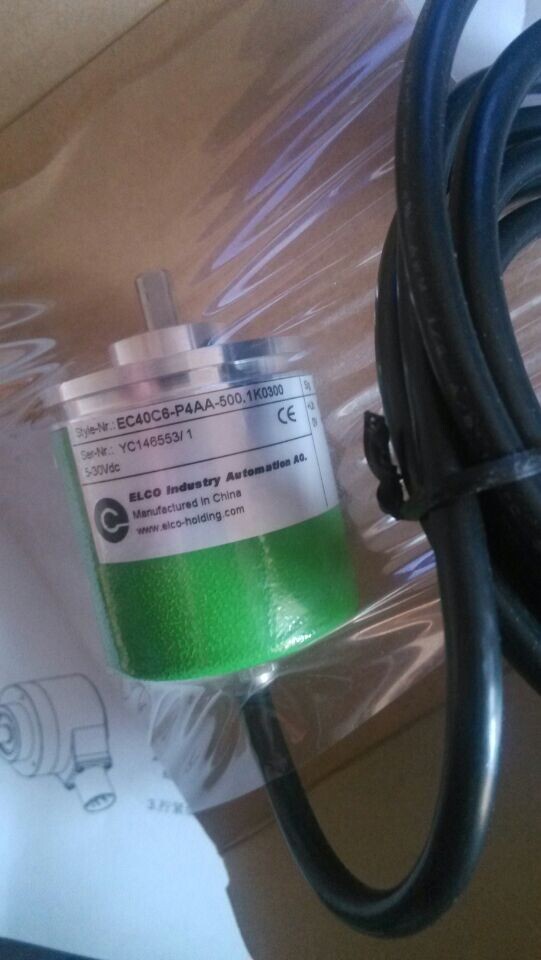 Style-Nr.: EC40C6-P4AA-500.1K0300
Ser-Nr.: YC146553/1
5-30Vdc
CE
ELCO Industry Automation AG.
Manufactured in China
www.elco-holding.com